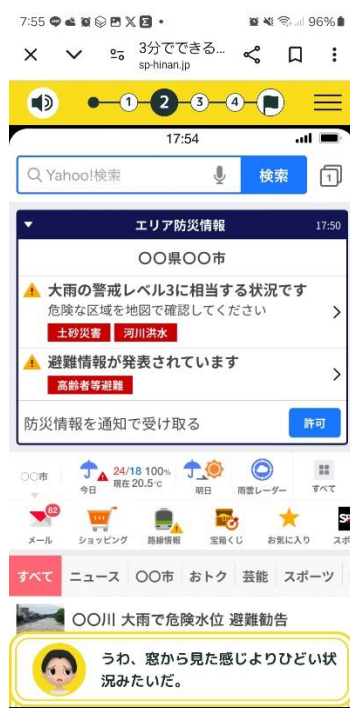 7:55
96%
3分でできる...
sp-hinan.jp
1 2 3 4
17:54
Yahoo!検索
検索
1
エリア防災情報
17:50
〇〇県〇〇市
大雨の警戒レベル3に相当する状況です
危険な区域を地図で確認してください
土砂災害 河川洪水
避難情報が発表されています
高齢者等避難
防災情報を通知で受け取る
許可
〇〇市
24/18 100%
現在 20.5℃
今日
明日
雨雲レーダー
すべて
82
メール
ショッピング
路線情報
宝箱くじ
お気に入り
スポ
すべて ニュース 〇〇市 おトク 芸能 スポーツ
〇〇川 大雨で危険水位 避難勧告
うわ、窓から見た感じよりひどい状
況みたいだ。